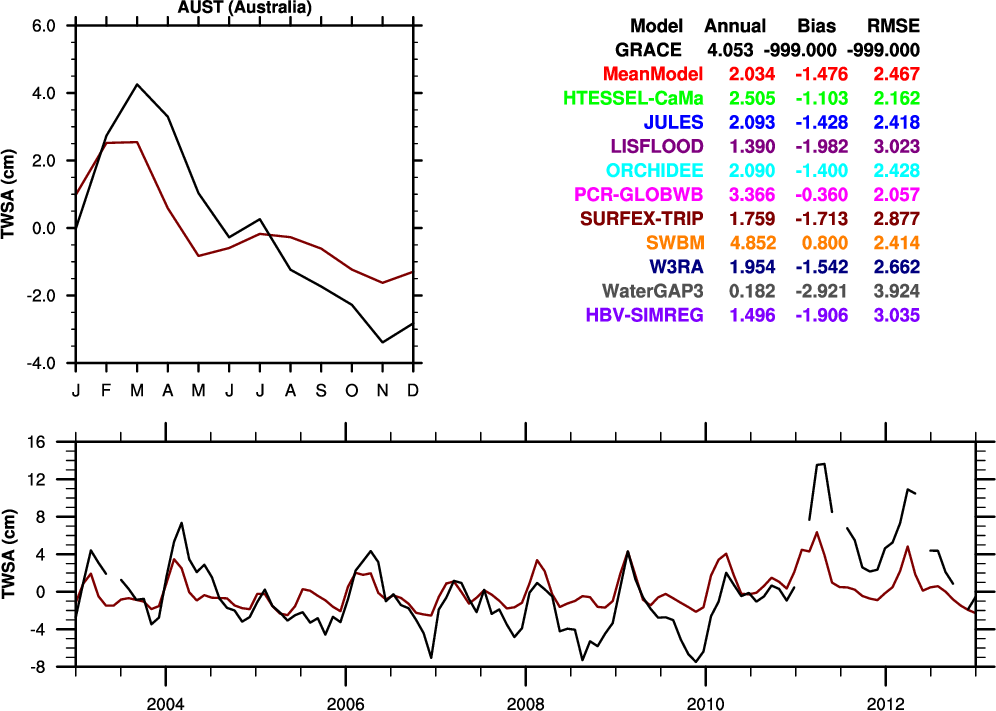 AUST (Australia)
6.0
4.0
2.0
0.0
-2.0
-4.0
TWSA (cm)
J F M A M J J A S O N D
Model Annual Bias RMSE
GRACE 4.053 -999.000 -999.000
MeanModel 2.034 -1.476 2.467
HTESSEL-CaMa 2.505 -1.103 2.162
JULES 2.093 -1.428 2.418
LISFLOOD 1.390 -1.982 3.023
ORCHIDEE 2.090 -1.400 2.428
PCR-GLOBWB 3.366 -0.360 2.057
SURFEX-TRIP 1.759 -1.713 2.877
SWBM 4.852 0.800 2.414
W3RA 1.954 -1.542 2.662
WaterGAP3 0.182 -2.921 3.924
HBV-SIMREG 1.496 -1.906 3.035
16
12
8
4
0
-4
-8
TWSA (cm)
2004 2006 2008 2010 2012